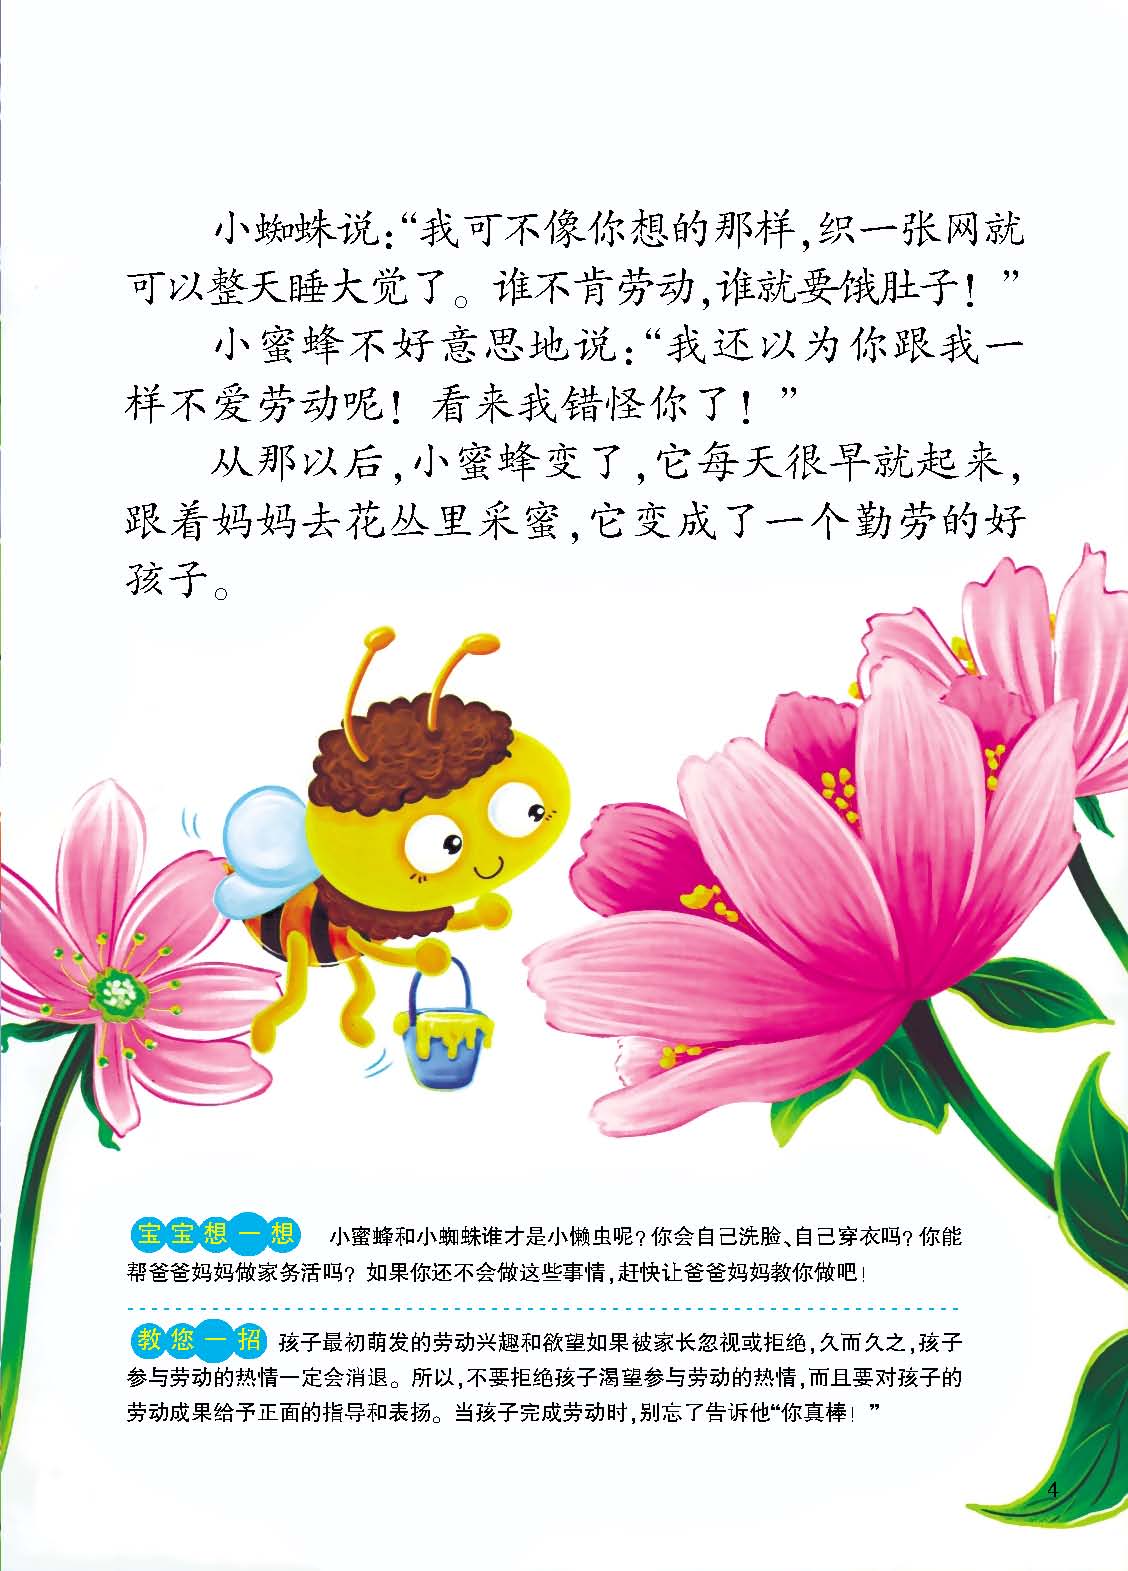 小蜘蛛说：“我可不像你想的那样，织一张网就
可以整天睡大觉了。谁不肯劳动，谁就要饿肚子！”
小蜜蜂不好意思地说：“我还以为你跟我一
样不爱劳动呢！看来我错怪你了！”
从那以后，小蜜蜂变了，它每天很早就起来，
跟着妈妈去花丛里采蜜，它变成了一个勤劳的好
孩子。
宝宝想一想 小蜜蜂和小蜘蛛谁才是小懒虫呢？你会自己洗脸、自己穿衣吗？你能
帮爸爸妈妈做家务活吗？如果你还不会做这些事情，赶快让爸爸妈妈教你做吧！
教您一招 孩子最初萌发的劳动兴趣和欲望如果被家长忽视或拒绝，久而久之，孩子
参与劳动的热情一定会消退。所以，不要拒绝孩子渴望参与劳动的热情，而且要对孩子的
劳动成果给予正面的指导和表扬。当孩子完成劳动时，别忘了告诉他“你真棒！”
4